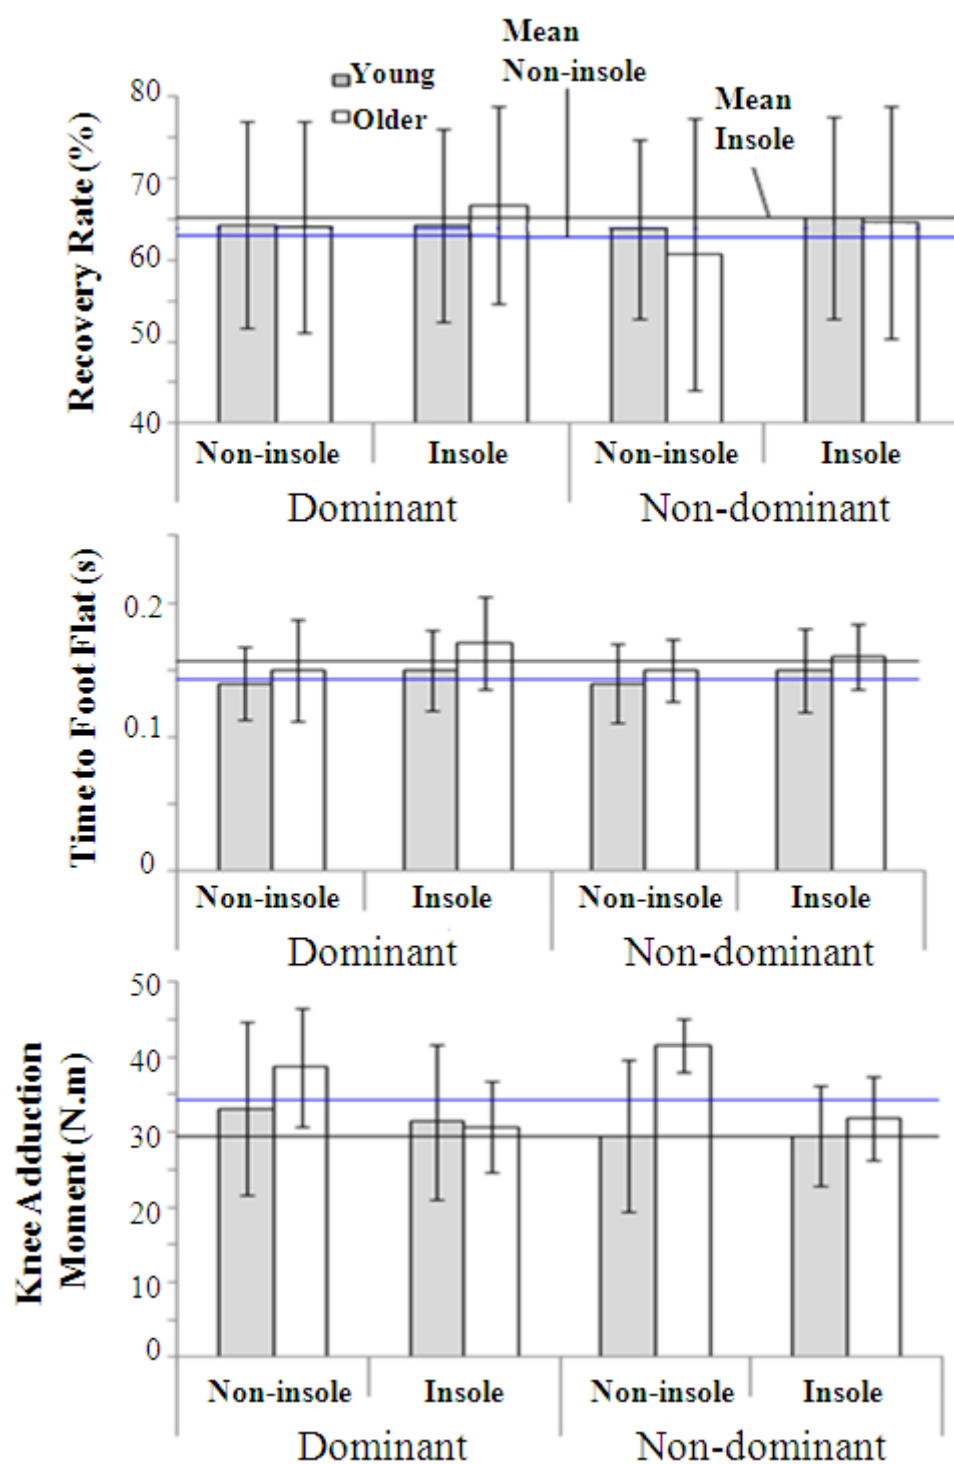 Mean
Non-insole
Young
Older
Mean
Insole
Recovery Rate (%)
80
70
60
50
40
Non-insole Insole Non-insole Insole
Dominant Non-dominant
Time to Foot Flat (s)
0.2
0.1
0
Non-insole Insole Non-insole Insole
Dominant Non-dominant
Knee Adduction
Moment (N.m)
50
40
30
20
10
0
Non-insole Insole Non-insole Insole
Dominant Non-dominant